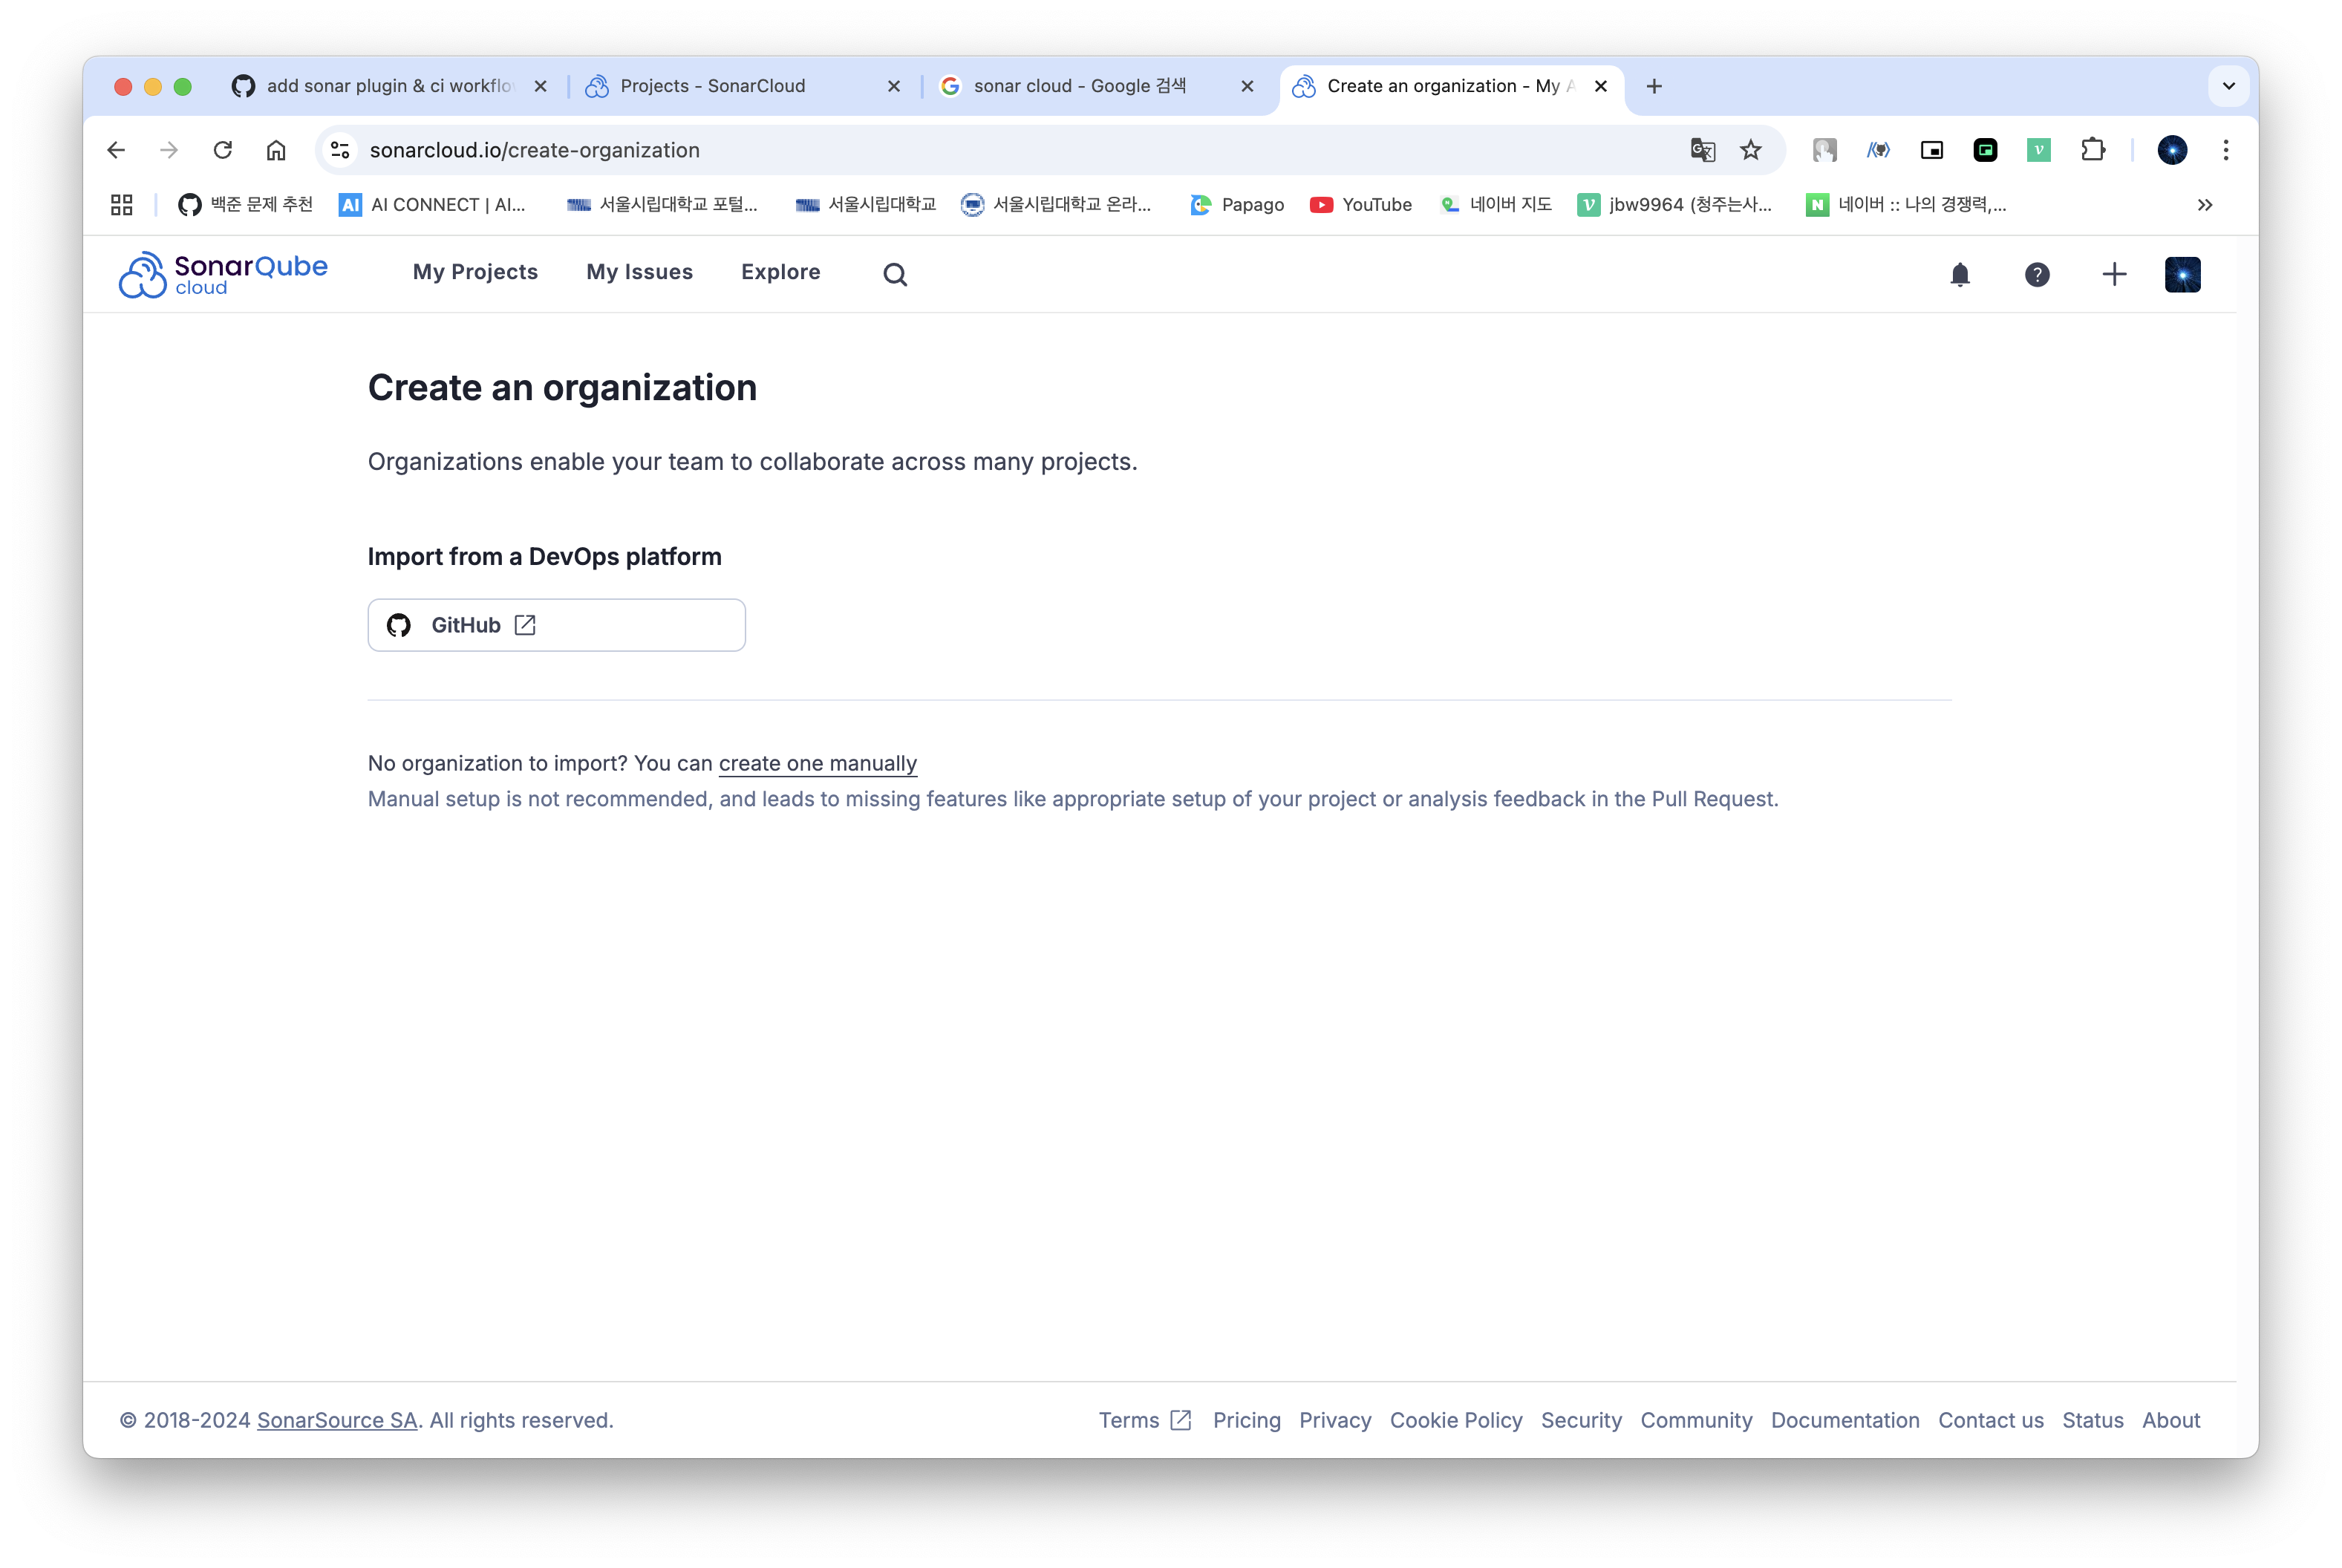 add sonar plugin & ci workflo
Projects - SonarCloud
sonar cloud - Google 검색
Create an organization - My A
sonarcloud.io/create-organization
백준 문제 추천
AI CONNECT | AI...
서울시립대학교 포털...
서울시립대학교
서울시립대학교 온라...
Papago
YouTube
네이버 지도
jbw9964 (청주는사...
네이버 :: 나의 경쟁력,...
SonarQube
cloud
My Projects
My Issues
Explore
Create an organization
Organizations enable your team to collaborate across many projects.
Import from a DevOps platform
GitHub
No organization to import? You can create one manually
Manual setup is not recommended, and leads to missing features like appropriate setup of your project or analysis feedback in the Pull Request.
© 2018-2024 SonarSource SA. All rights reserved.
Terms
Pricing
Privacy
Cookie Policy
Security
Community
Documentation
Contact us
Status
About